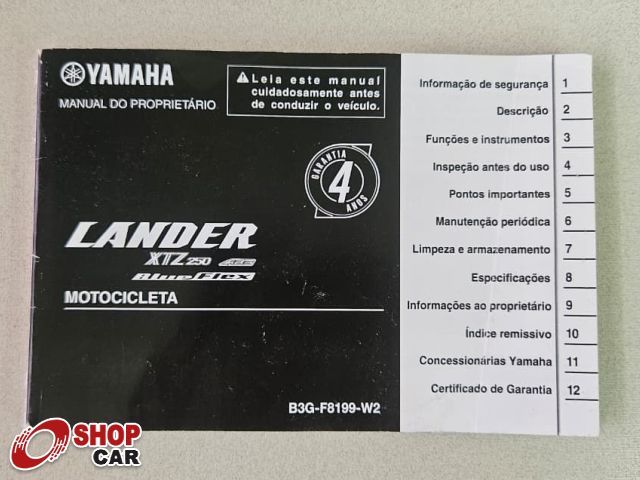 YAMAHA
MANUAL DO PROPRIETÁRIO
Leia este manual
cuidadosamente antes
de conduzir o veículo.
GARANTIA
4
ANOS
LANDER
XTZ 250 ABS
BlueFlex
MOTOCICLETA
B3G-F8199-W2
Informação de segurança 1
Descrição 2
Funções e instrumentos 3
Inspeção antes do uso 4
Pontos importantes 5
Manutenção periódica 6
Limpeza e armazenamento 7
Especificações 8
Informações ao proprietário 9
Índice remissivo 10
Concessionárias Yamaha 11
Certificado de Garantia 12
SHOP
CAR